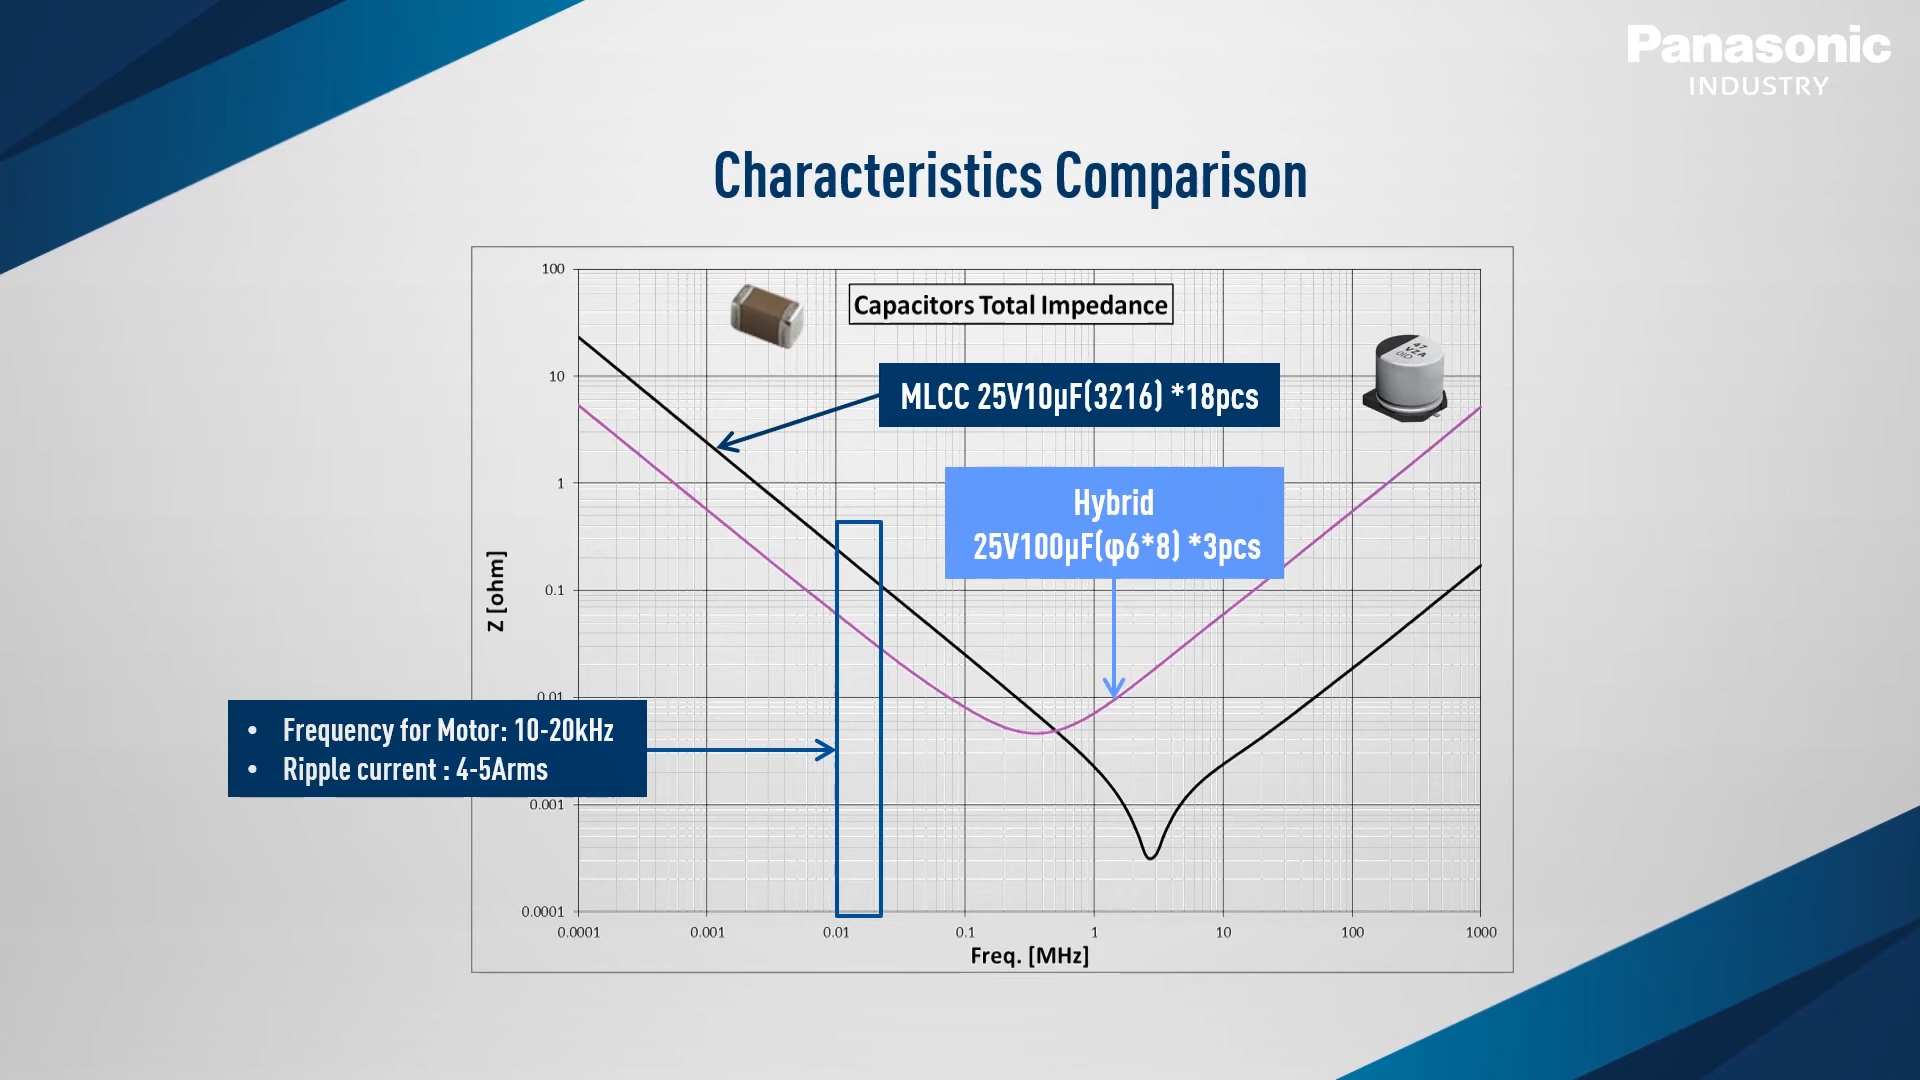 Panasonic
INDUSTRY
Characteristics Comparison
Capacitors Total Impedance
MLCC 25V10μF(3216) *18pcs
Hybrid
25V100μF(φ6*8) *3pcs
47
VZA
Z [ohm]
100
10
1
0.1
0.01
0.001
0.0001
• Frequency for Motor: 10-20kHz
• Ripple current : 4-5Arms
0.0001 0.001 0.01 0.1 1 10 100 1000
Freq. [MHz]